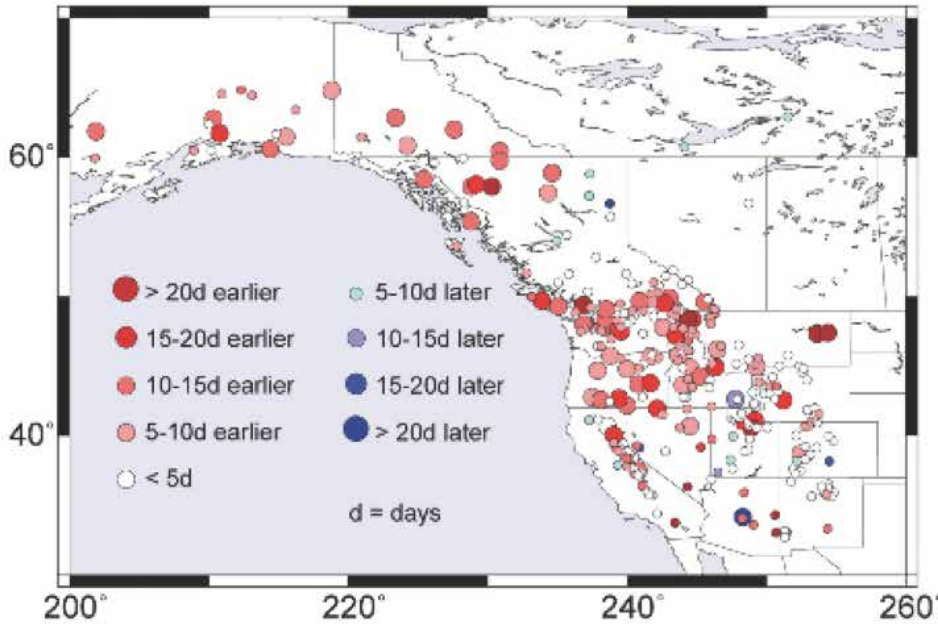 60°
40°
> 20d earlier
15-20d earlier
10-15d earlier
5-10d earlier
< 5d
5-10d later
10-15d later
15-20d later
> 20d later
d = days
200° 220° 240° 260°